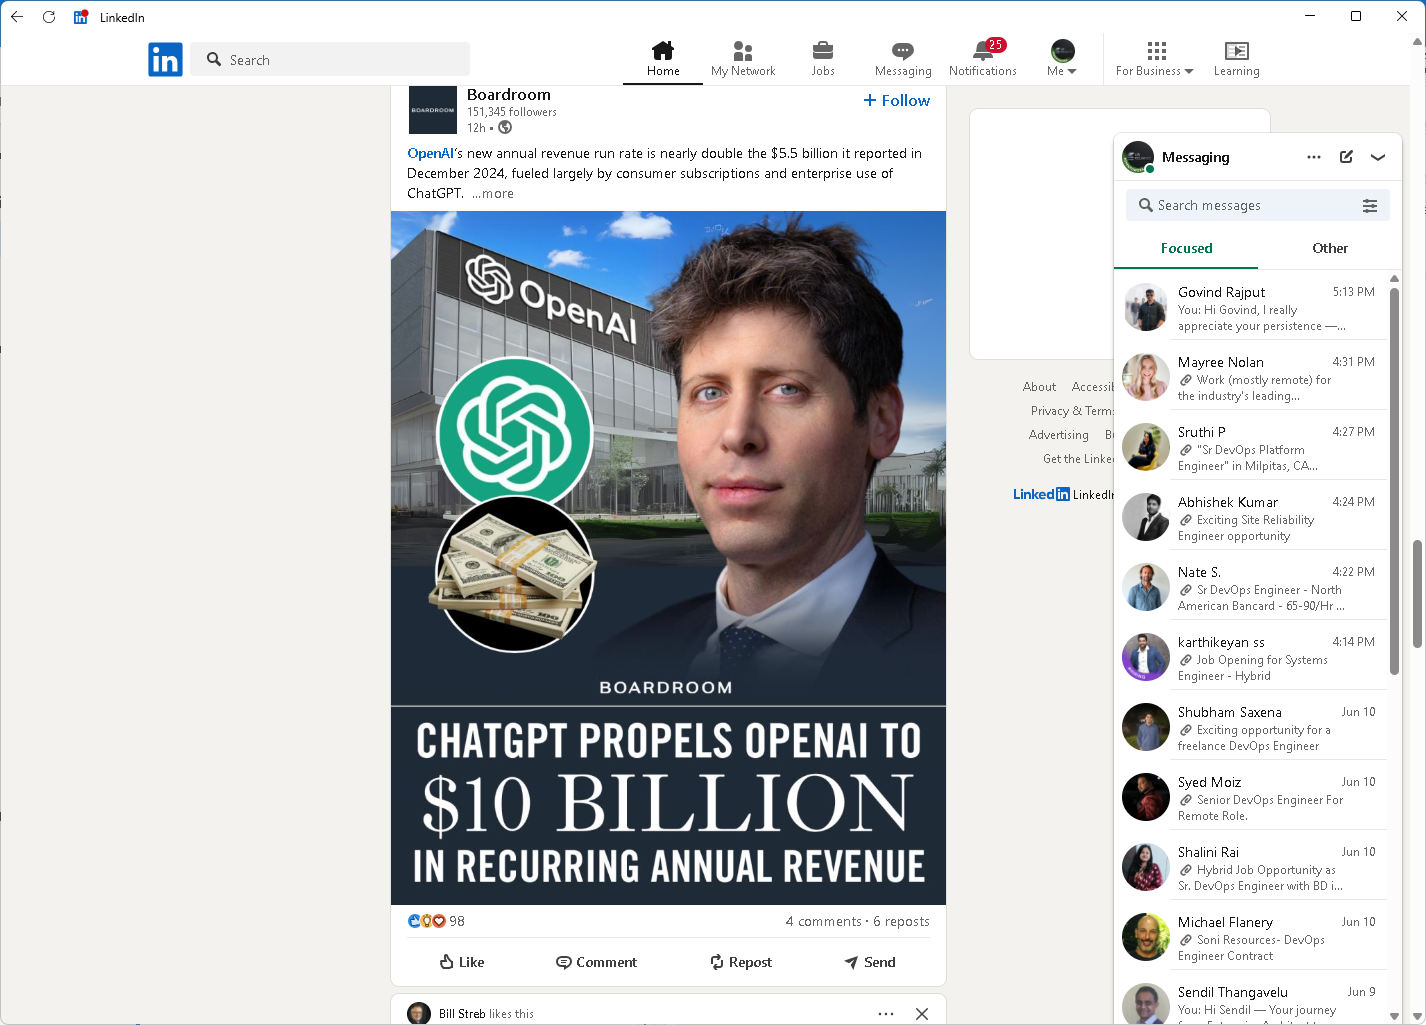 LinkedIn
Search
Home
My Network
Jobs
Messaging
25
Notifications
Me
For Business
Learning
BOARDROOM
Boardroom
151,345 followers
12h •
+ Follow
OpenAI's new annual revenue run rate is nearly double the $5.5 billion it reported in
December 2024, fueled largely by consumer subscriptions and enterprise use of
ChatGPT. ...more
OpenAI
BOARDROOM
CHATGPT PROPELS OPENAI TO
$10 BILLION
IN RECURRING ANNUAL REVENUE
98
4 comments · 6 reposts
Like
Comment
Repost
Send
Bill Streb likes this
About
Privacy & Terms
Advertising
Get the
LinkedIn
Messaging
Search messages
Focused
Other
Govind Rajput 5:13 PM
You: Hi Govind, I really
appreciate your persistence —...
Mayree Nolan 4:31 PM
Work (mostly remote) for
the industry's leading...
Sruthi P 4:27 PM
"Sr DevOps Platform
Engineer" in Milpitas, CA...
Abhishek Kumar 4:24 PM
Exciting Site Reliability
Engineer opportunity
Nate S. 4:22 PM
Sr DevOps Engineer - North
American Bancard - 65-90/Hr ...
karthikeyan ss 4:14 PM
Job Opening for Systems
Engineer - Hybrid
Shubham Saxena Jun 10
Exciting opportunity for a
freelance DevOps Engineer
Syed Moiz Jun 10
Senior DevOps Engineer For
Remote Role.
Shalini Rai Jun 10
Hybrid Job Opportunity as
Sr. DevOps Engineer with BD i...
Michael Flanery Jun 10
Soni Resources- DevOps
Engineer Contract
Sendil Thangavelu Jun 9
You: Hi Sendil — Your journey